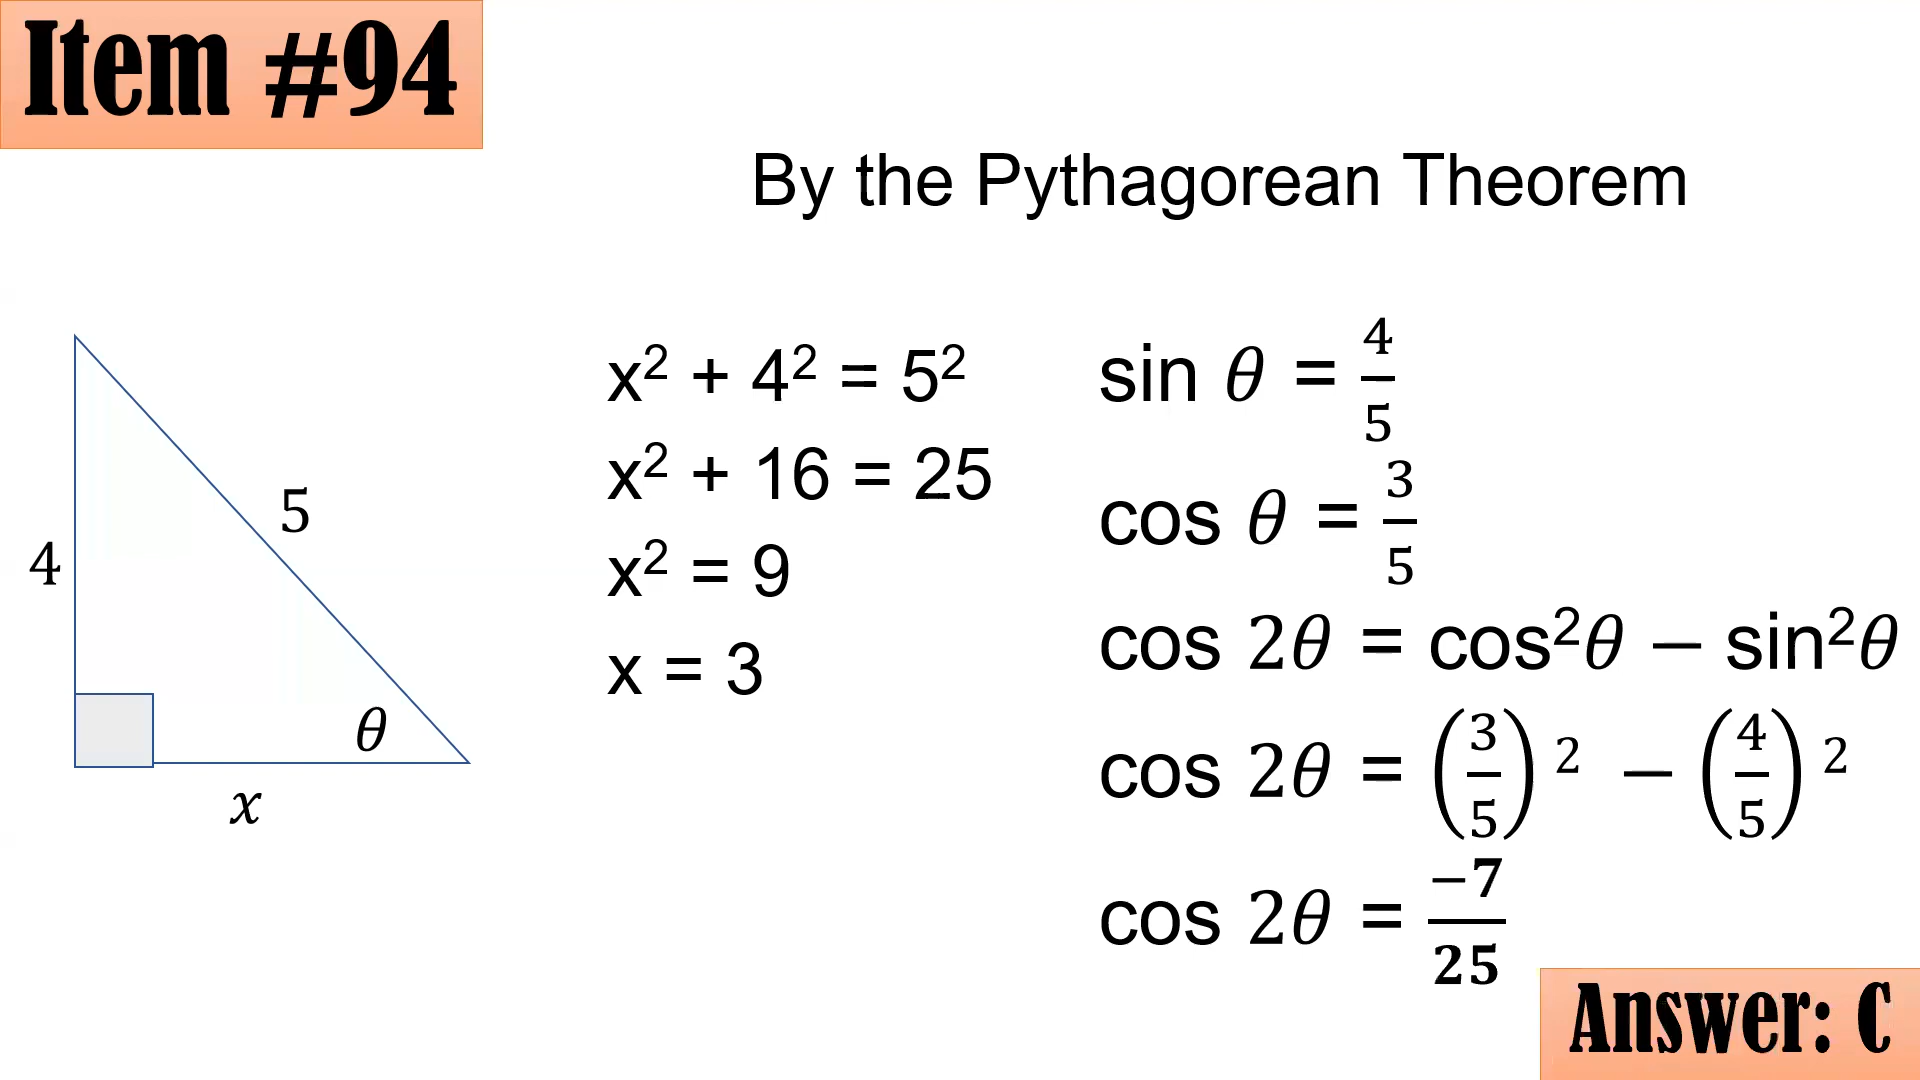 Item #94
By the Pythagorean Theorem
4
5
θ
x
x² + 4² = 5²
x² + 16 = 25
x² = 9
x = 3
sin θ = 4/5
cos θ = 3/5
cos 2θ = cos²θ – sin²θ
cos 2θ = (3/5)² – (4/5)²
cos 2θ = −7/25
Answer: C